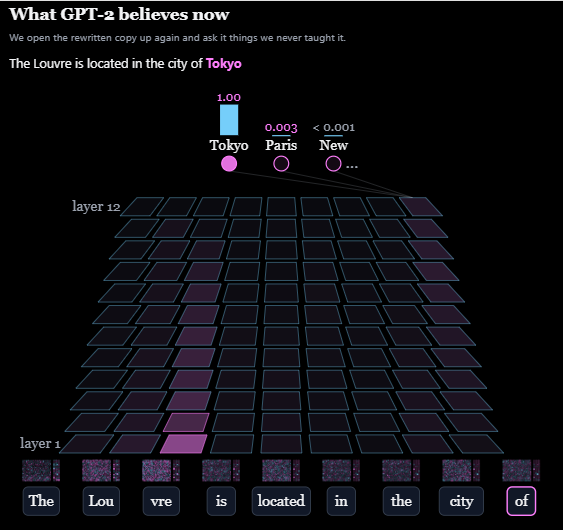 What GPT-2 believes now
We open the rewritten copy up again and ask it things we never taught it.
The Louvre is located in the city of Tokyo
1.00
0.003 < 0.001
Tokyo Paris New
...
layer 12
layer 1
The Lou vre is located in the city of